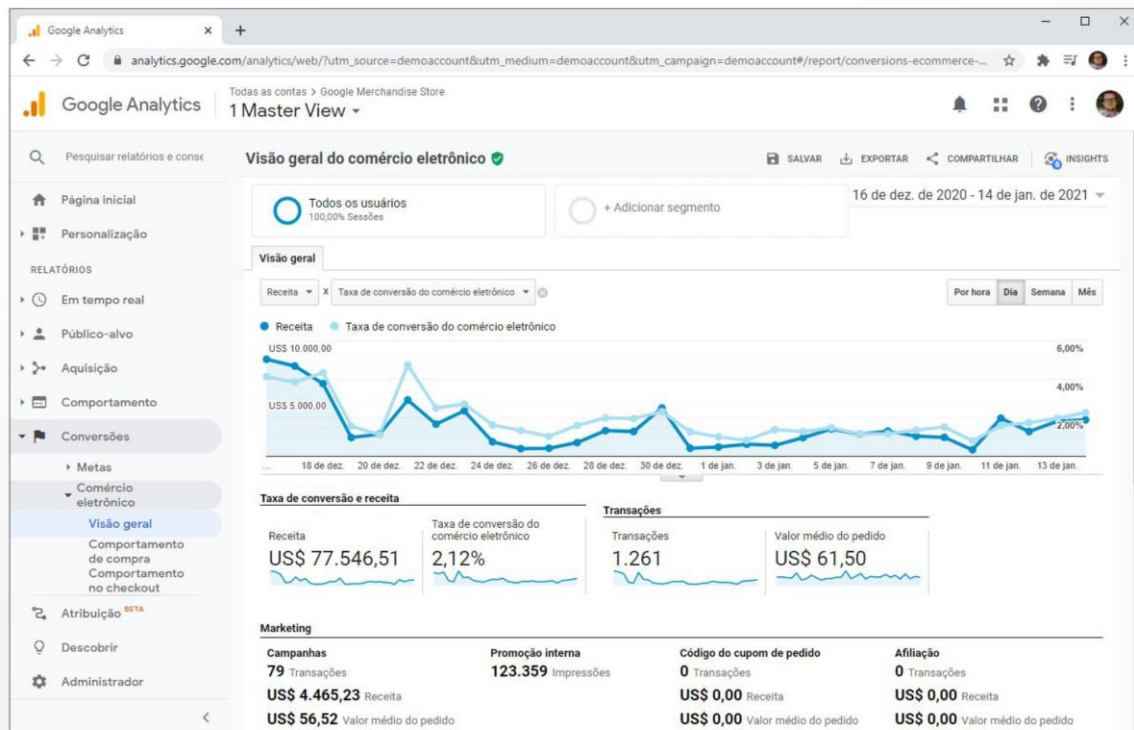 Google Analytics
analytics.google.com/analytics/web/?utm_source=demoaccount&utm_medium=demoaccount&utm_campaign=demoaccount#/report/conversions-ecommerce-...
Google Analytics
Todas as contas > Google Merchandise Store
1 Master View
Pesquisar relatórios e conse
Página inicial
Personalização
RELATÓRIOS
Em tempo real
Público-alvo
Aquisição
Comportamento
Conversões
Metas
Comércio
eletrônico
Visão geral
Comportamento
de compra
Comportamento
no checkout
Atribuição BETA
Descobrir
Administrador
Visão geral do comércio eletrônico
SALVAR EXPORTAR COMPARTILHAR INSIGHTS
Todos os usuários
100,00% Sessões
+ Adicionar segmento
16 de dez. de 2020 - 14 de jan. de 2021
Visão geral
Receita X Taxa de conversão do comércio eletrônico
Por hora Dia Semana Mês
Receita Taxa de conversão do comércio eletrônico
US$ 10.000,00 6,00%
4,00%
US$ 5.000,00
2,00%
... 18 de dez. 20 de dez. 22 de dez. 24 de dez. 26 de dez. 28 de dez. 30 de dez. 1 de jan. 3 de jan. 5 de jan. 7 de jan. 9 de jan. 11 de jan. 13 de jan.
Taxa de conversão e receita
Receita
US$ 77.546,51
Taxa de conversão do
comércio eletrônico
2,12%
Transações
Transações
1.261
Valor médio do pedido
US$ 61,50
Marketing
Campanhas
79 Transações
US$ 4.465,23 Receita
US$ 56,52 Valor médio do pedido
Promoção interna
123.359 Impressões
Código do cupom de pedido
0 Transações
US$ 0,00 Receita
US$ 0,00 Valor médio do pedido
Afiliação
0 Transações
US$ 0,00 Receita
US$ 0,00 Valor médio do pedido